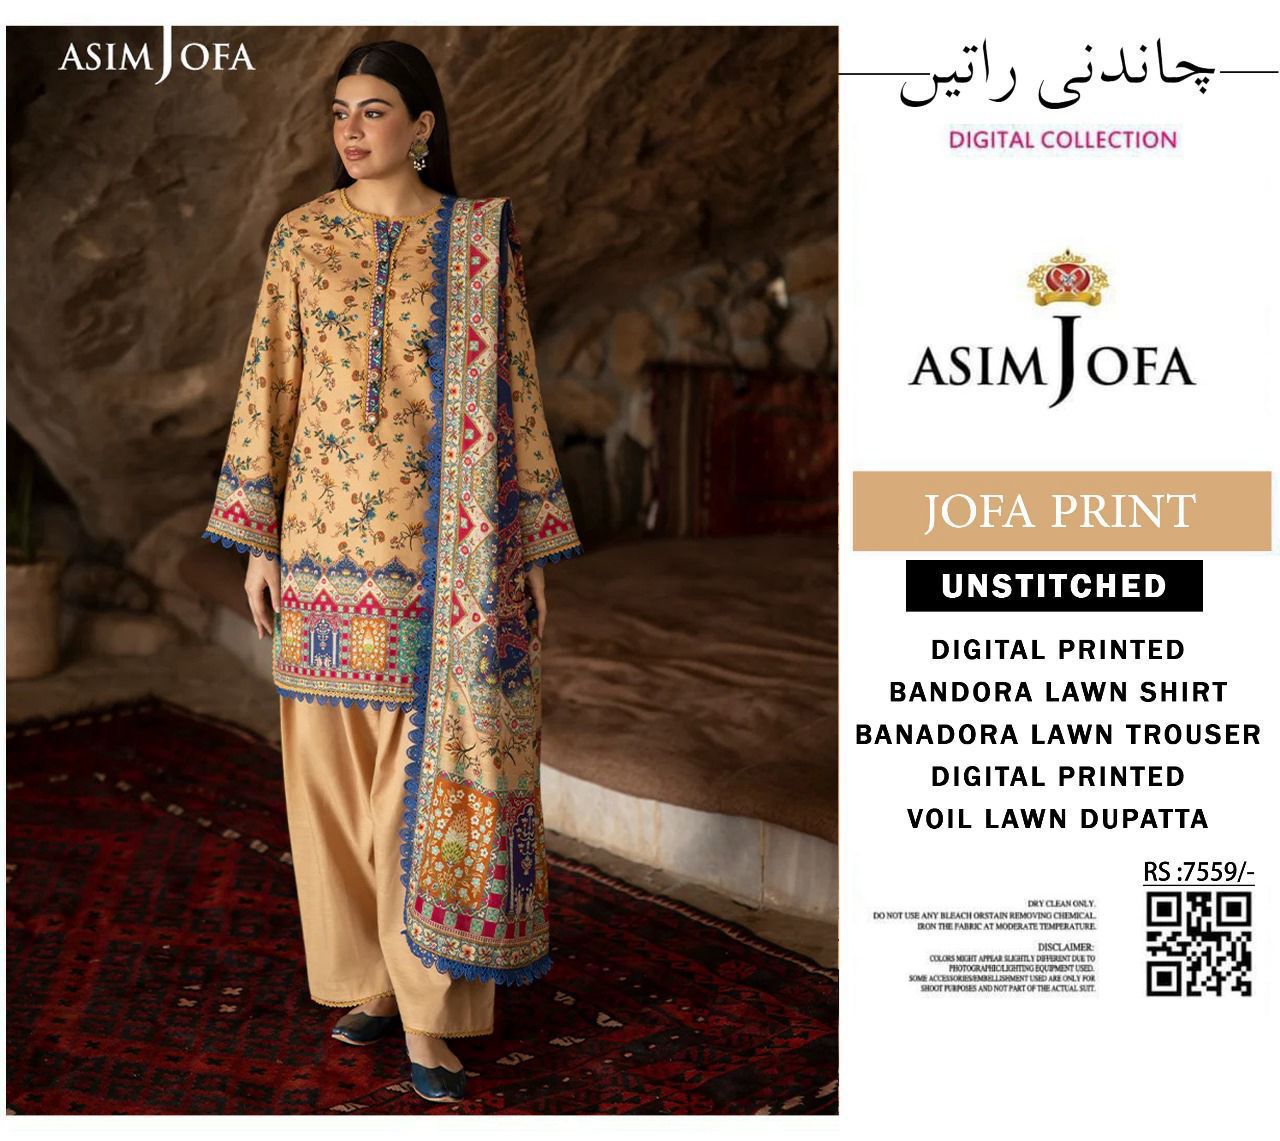 ASIM JOFA
چاندنی راتیں
DIGITAL COLLECTION
ASIM JOFA
JOFA PRINT
UNSTITCHED
DIGITAL PRINTED
BANDORA LAWN SHIRT
BANADORA LAWN TROUSER
DIGITAL PRINTED
VOIL LAWN DUPATTA
RS :7559/-
DRY CLEAN ONLY.
DO NOT USE ANY BLEACH ORSTAIN REMOVING CHEMICAL.
IRON THE FABRIC AT MODERATE TEMPERATURE.
DISCLAIMER:
COLORS MIGHT APPEAR SLIGHTLY DIFFERENT DUE TO
PHOTOGRAPHIC/LIGHTING EQUIPMENT USED.
SOME ACCESSORIES/EMBELLISHMENT USED ARE ONLY FOR
SHOOT PURPOSES AND NOT PART OF THE ACTUAL SUIT.